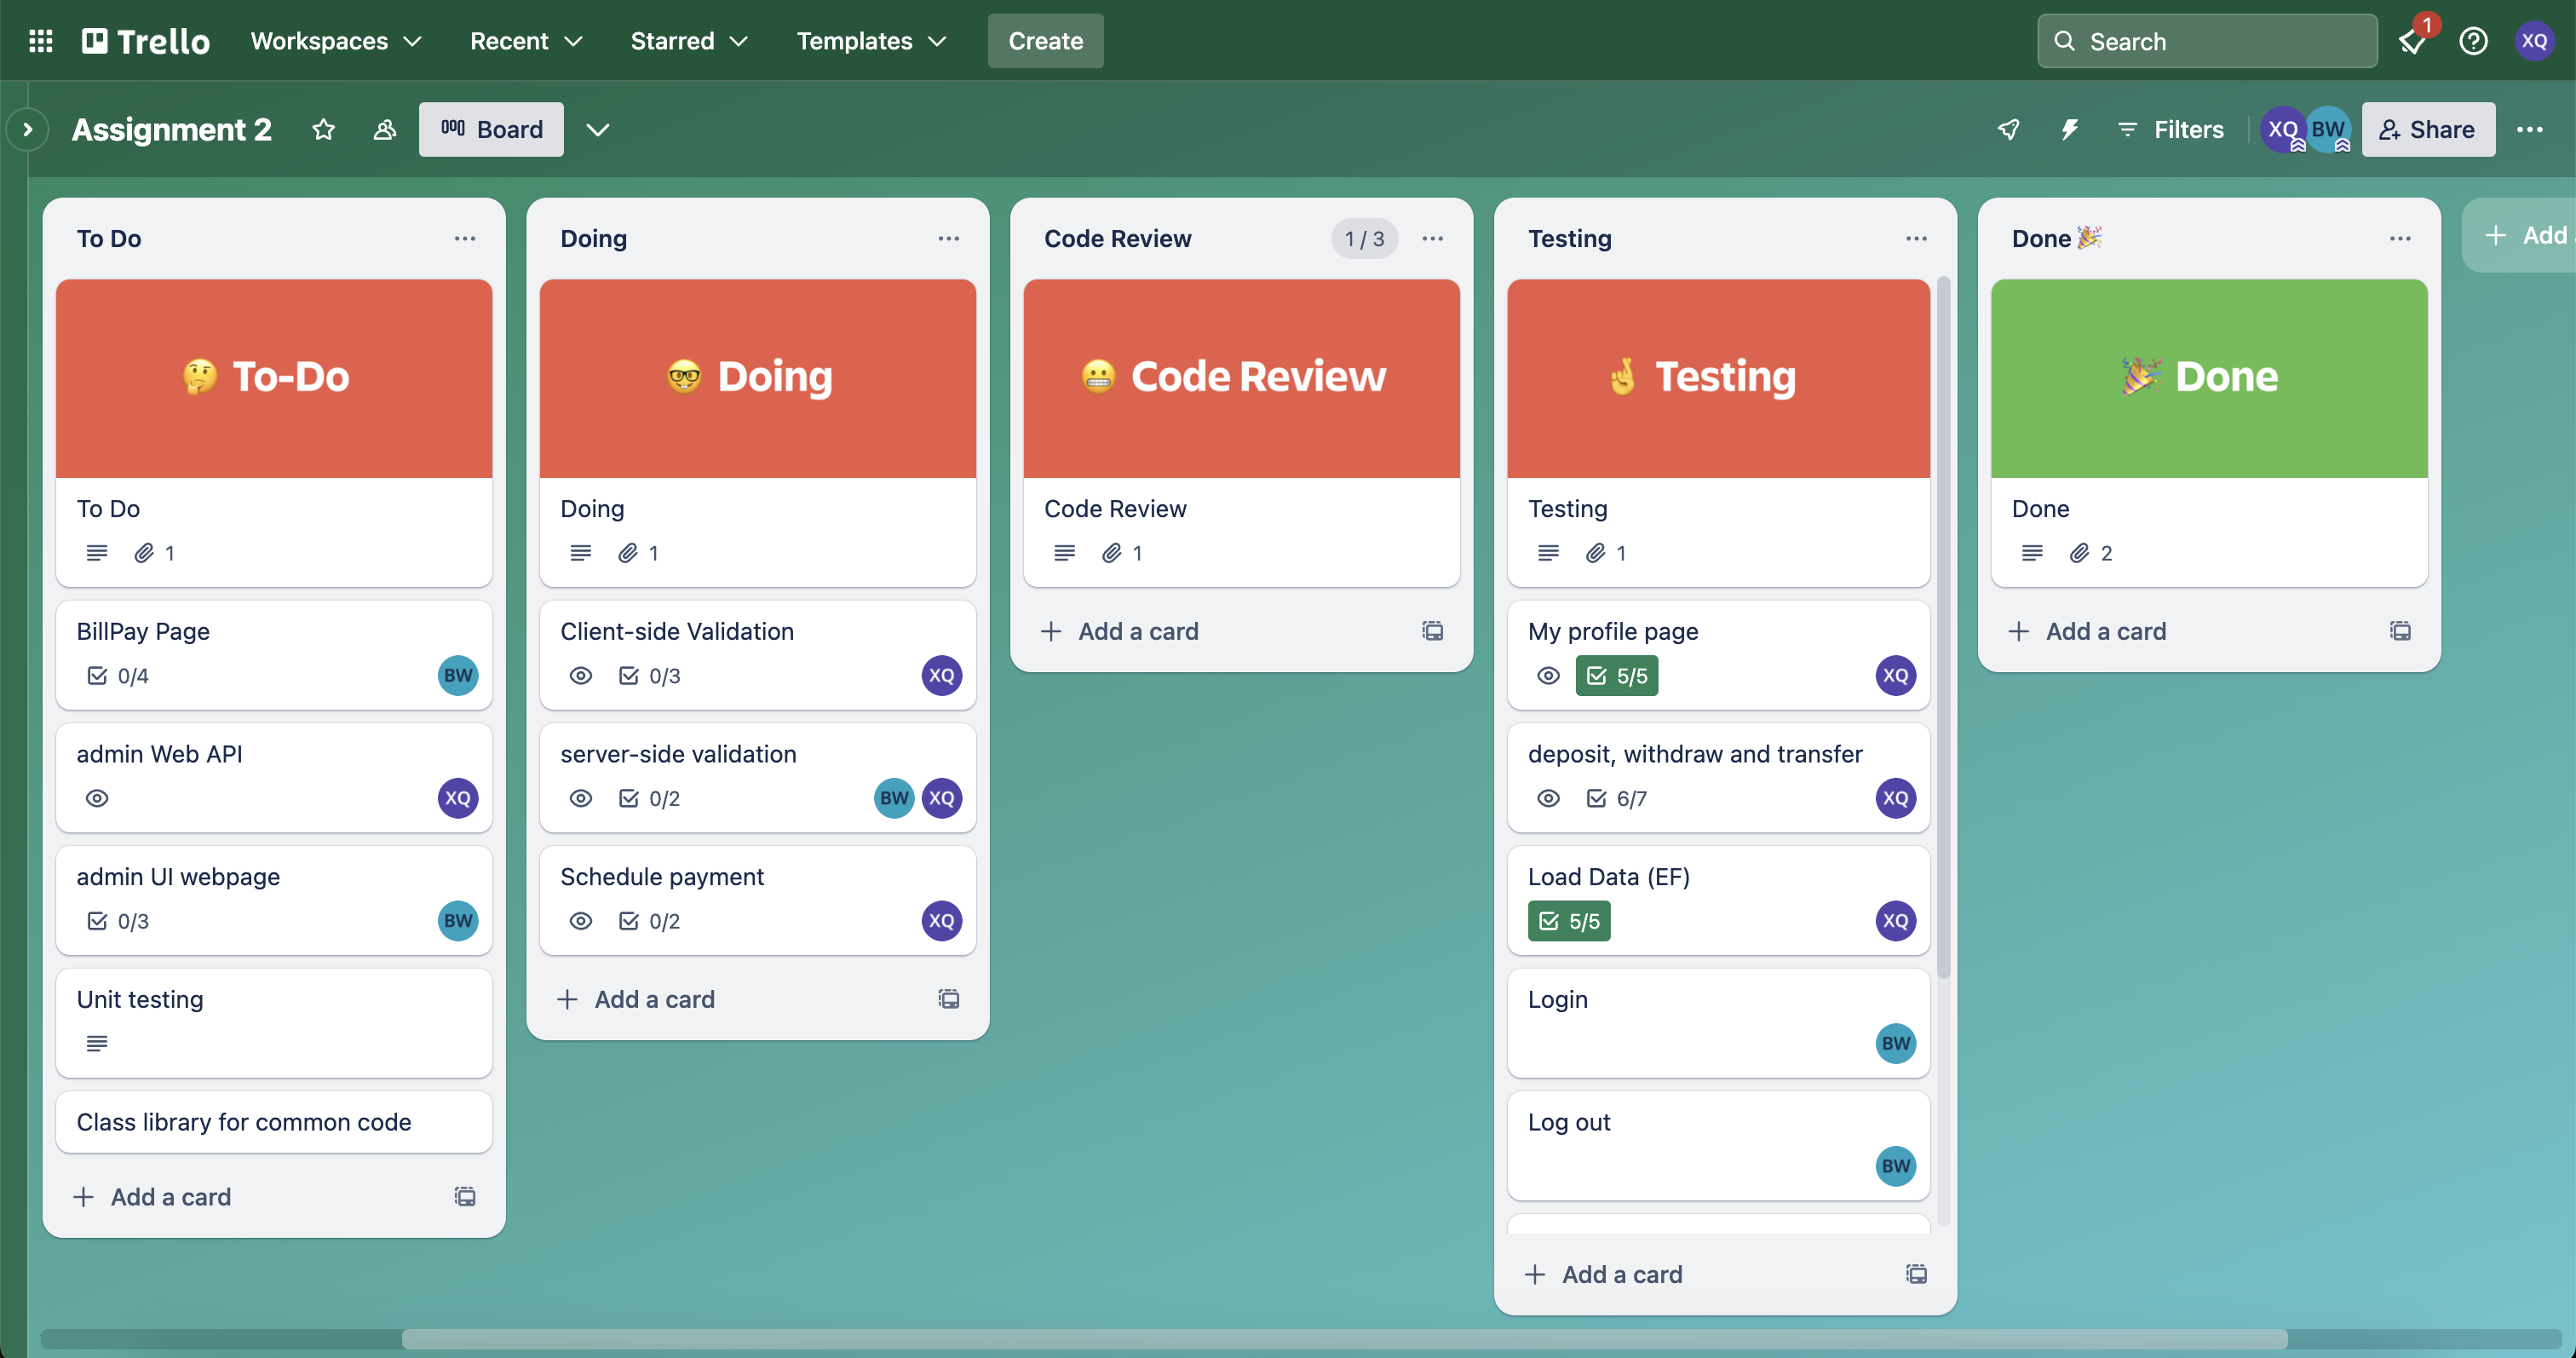 Trello Workspaces Recent Starred Templates Create Search 1 XQ
Assignment 2 Board Filters XQ BW Share
To Do
To-Do
To Do
1
BillPay Page
0/4 BW
admin Web API
XQ
admin UI webpage
0/3 BW
Unit testing
Class library for common code
Add a card
Doing
Doing
Doing
1
Client-side Validation
0/3 XQ
server-side validation
0/2 BW XQ
Schedule payment
0/2 XQ
Add a card
Code Review 1 / 3
Code Review
Code Review
1
Add a card
Testing
Testing
Testing
1
My profile page
5/5 XQ
deposit, withdraw and transfer
6/7 XQ
Load Data (EF)
5/5 XQ
Login
BW
Log out
BW
Add a card
Done🎉
Done
Done
2
Add a card
Add